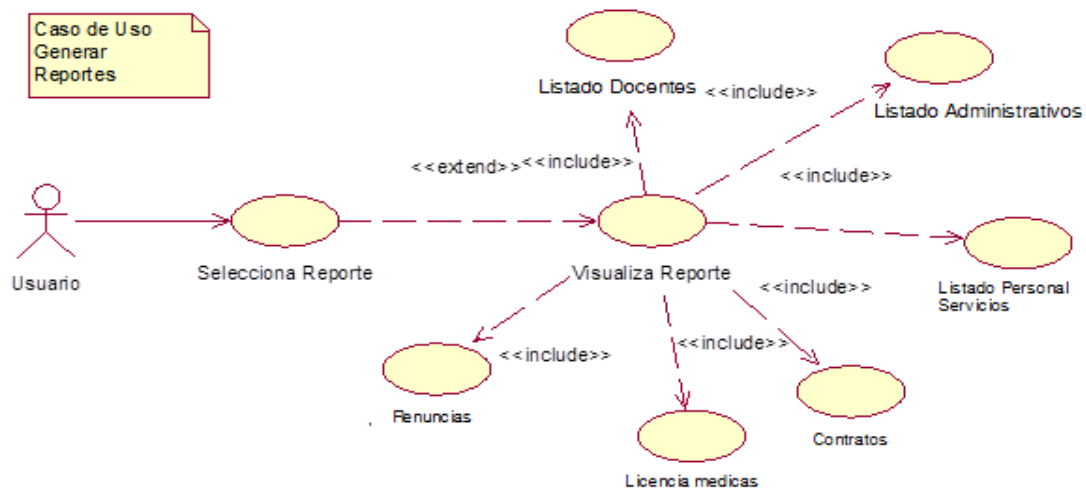 Caso de Uso
Generar
Reportes
Listado Docentes
<<include>>
Listado Administrativos
<<extend>>
<<include>>
<<include>>
Usuario
Selecciona Reporte
Visualiza Reporte
Listado Personal
Servicios
<<include>>
<<include>>
<<include>>
Renuncias
Licencia medicas
Contratos